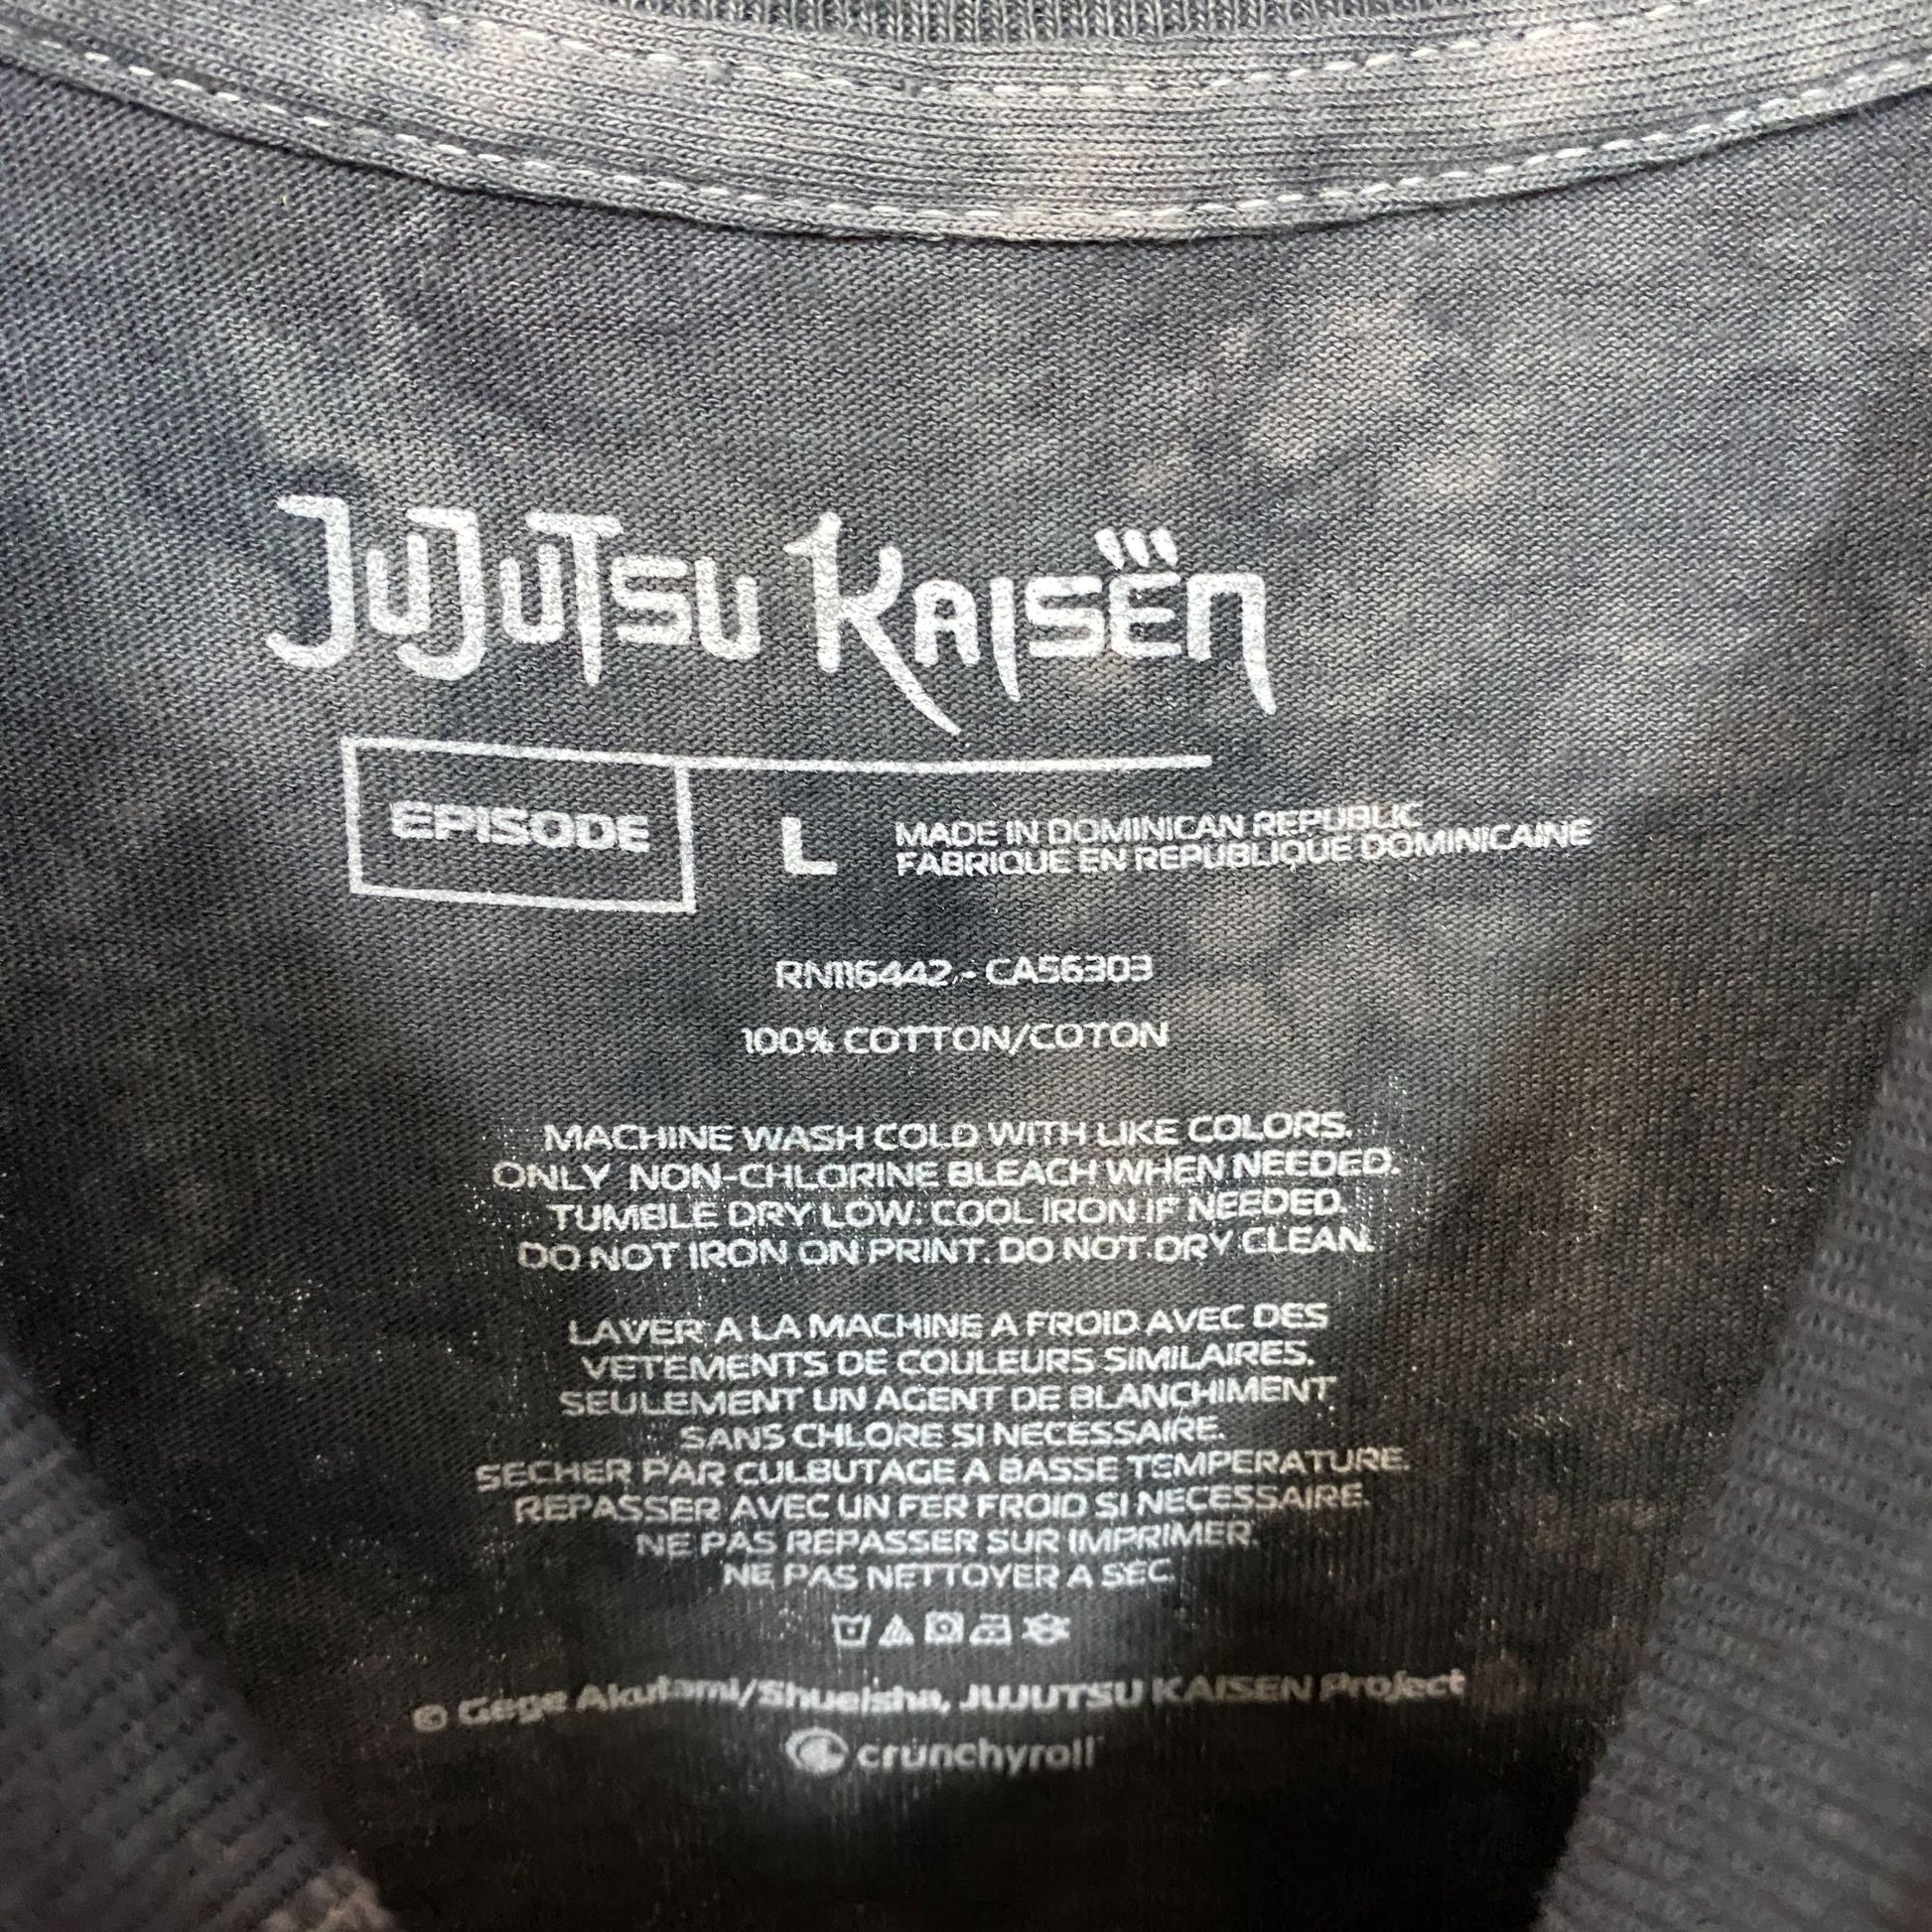 JUJUTSU KAISËN
EPISODE
L
MADE IN DOMINICAN REPUBLIC
FABRIQUE EN REPUBLIQUE DOMINICAINE
RN116442 - CA56303
100% COTTON/COTON
MACHINE WASH COLD WITH LIKE COLORS.
ONLY NON-CHLORINE BLEACH WHEN NEEDED.
TUMBLE DRY LOW. COOL IRON IF NEEDED.
DO NOT IRON ON PRINT. DO NOT DRY CLEAN.
LAVER A LA MACHINE A FROID AVEC DES
VETEMENTS DE COULEURS SIMILAIRES.
SEULEMENT UN AGENT DE BLANCHIMENT
SANS CHLORE SI NECESSAIRE.
SECHER PAR CULBUTAGE A BASSE TEMPERATURE.
REPASSER AVEC UN FER FROID SI NECESSAIRE.
NE PAS REPASSER SUR IMPRIMER.
NE PAS NETTOYER A SEC.
© Gege Akutami/Shueisha, JUJUTSU KAISEN Project
crunchyroll